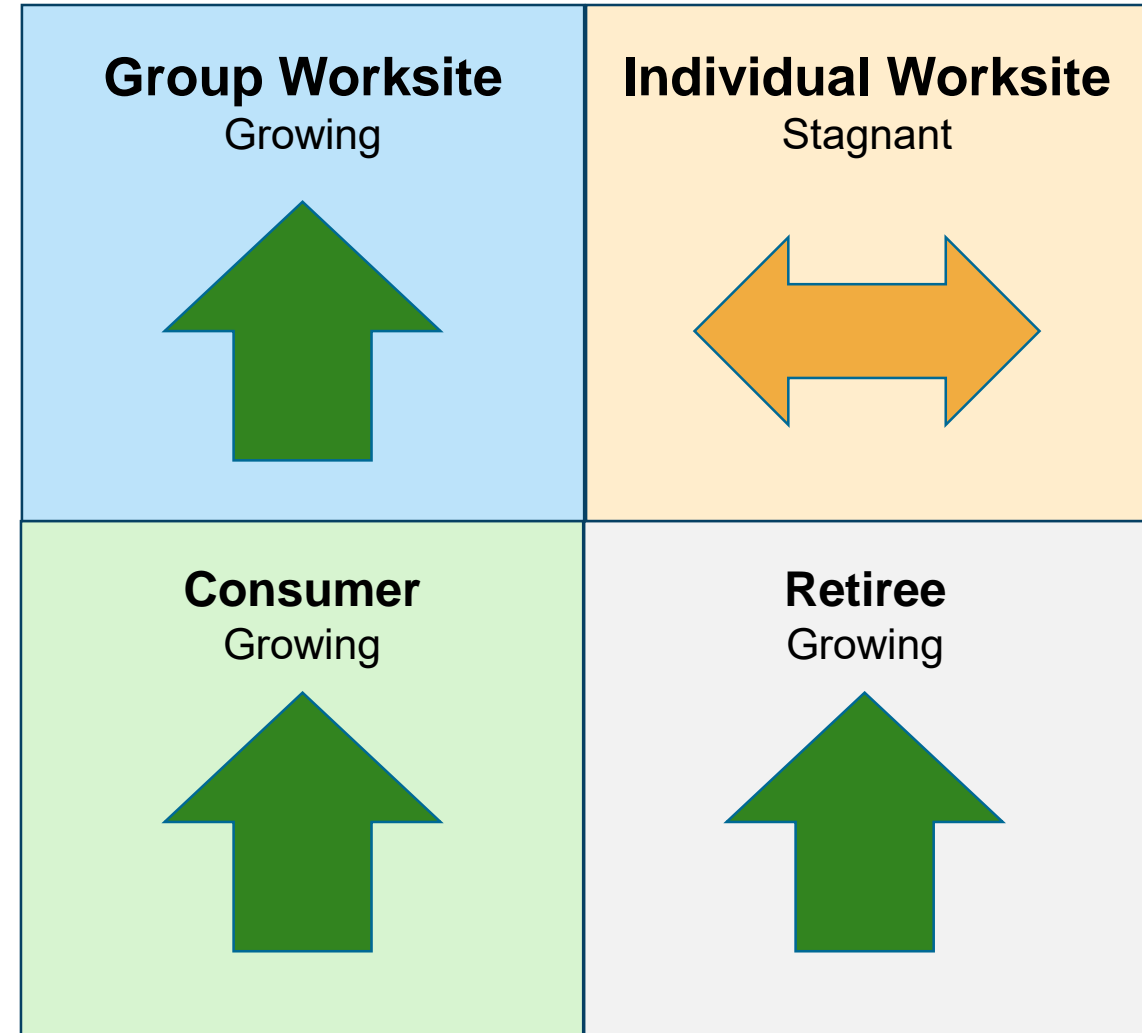 Group Worksite
Growing
Individual Worksite
Stagnant
Consumer
Growing
Retiree
Growing